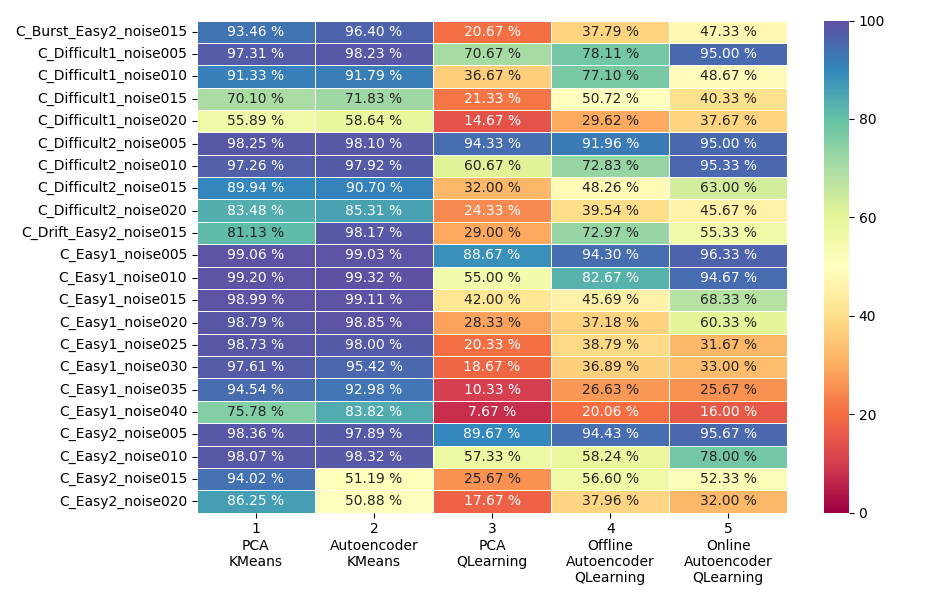 C_Burst_Easy2_noise015 93.46 % 96.40 % 20.67 % 37.79 % 47.33 % 100
C_Difficult1_noise005 97.31 % 98.23 % 70.67 % 78.11 % 95.00 %
C_Difficult1_noise010 91.33 % 91.79 % 36.67 % 77.10 % 48.67 %
C_Difficult1_noise015 70.10 % 71.83 % 21.33 % 50.72 % 40.33 %
C_Difficult1_noise020 55.89 % 58.64 % 14.67 % 29.62 % 37.67 % 80
C_Difficult2_noise005 98.25 % 98.10 % 94.33 % 91.96 % 95.00 %
C_Difficult2_noise010 97.26 % 97.92 % 60.67 % 72.83 % 95.33 %
C_Difficult2_noise015 89.94 % 90.70 % 32.00 % 48.26 % 63.00 %
C_Difficult2_noise020 83.48 % 85.31 % 24.33 % 39.54 % 45.67 % 60
C_Drift_Easy2_noise015 81.13 % 98.17 % 29.00 % 72.97 % 55.33 %
C_Easy1_noise005 99.06 % 99.03 % 88.67 % 94.30 % 96.33 %
C_Easy1_noise010 99.20 % 99.32 % 55.00 % 82.67 % 94.67 %
C_Easy1_noise015 98.99 % 99.11 % 42.00 % 45.69 % 68.33 %
C_Easy1_noise020 98.79 % 98.85 % 28.33 % 37.18 % 60.33 % 40
C_Easy1_noise025 98.73 % 98.00 % 20.33 % 38.79 % 31.67 %
C_Easy1_noise030 97.61 % 95.42 % 18.67 % 36.89 % 33.00 %
C_Easy1_noise035 94.54 % 92.98 % 10.33 % 26.63 % 25.67 %
C_Easy1_noise040 75.78 % 83.82 % 7.67 % 20.06 % 16.00 % 20
C_Easy2_noise005 98.36 % 97.89 % 89.67 % 94.43 % 95.67 %
C_Easy2_noise010 98.07 % 98.32 % 57.33 % 58.24 % 78.00 %
C_Easy2_noise015 94.02 % 51.19 % 25.67 % 56.60 % 52.33 %
C_Easy2_noise020 86.25 % 50.88 % 17.67 % 37.96 % 32.00 % 0
1 2 3 4 5
PCA Autoencoder PCA Offline Online
KMeans KMeans QLearning Autoencoder Autoencoder
QLearning QLearning